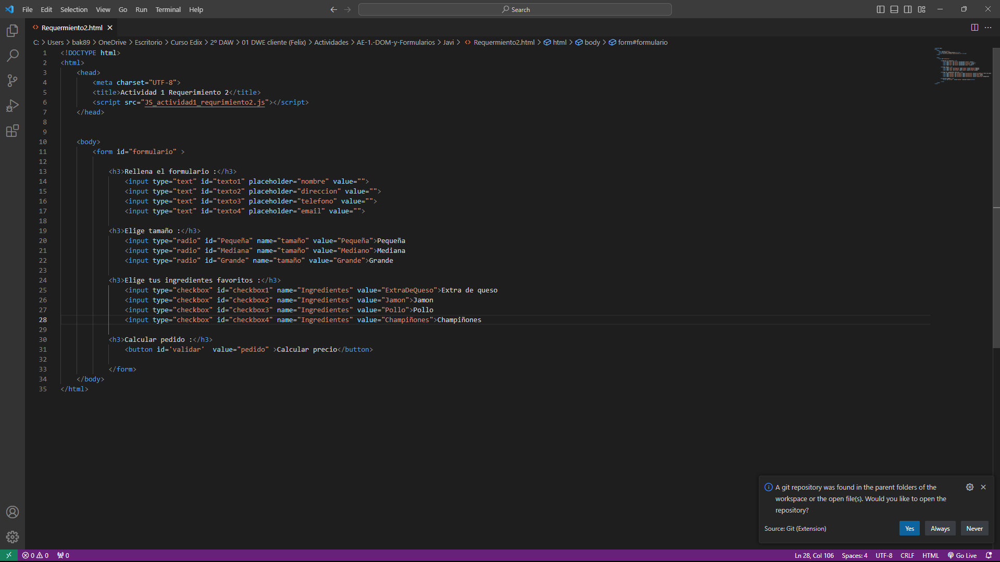 File Edit Selection View Go Run Terminal Help Search
Requermiento2.html
C: > Users > bak89 > OneDrive > Escritorio > Curso Edix > 2º DAW > 01 DWE cliente (Felix) > Actividades > AE-1.-DOM-y-Formularios > Javi > Requermiento2.html > html > body > form#formulario
1 <!DOCTYPE html>
2 <html>
3 <head>
4 <meta charset="UTF-8">
5 <title>Actividad 1 Requerimiento 2</title>
6 <script src="JS_actividad1_requrimiento2.js"></script>
7 </head>
8
9
10 <body>
11 <form id="formulario" >
12
13 <h3>Rellena el formulario :</h3>
14 <input type="text" id="texto1" placeholder="nombre" value="">
15 <input type="text" id="texto2" placeholder="direccion" value="">
16 <input type="text" id="texto3" placeholder="telefono" value="">
17 <input type="text" id="texto4" placeholder="email" value="">
18
19 <h3>Elige tamaño :</h3>
20 <input type="radio" id="Pequeña" name="tamaño" value="Pequeña">Pequeña
21 <input type="radio" id="Mediana" name="tamaño" value="Mediano">Mediana
22 <input type="radio" id="Grande" name="tamaño" value="Grande">Grande
23
24 <h3>Elige tus ingredientes favoritos :</h3>
25 <input type="checkbox" id="checkbox1" name="Ingredientes" value="ExtraDeQueso">Extra de queso
26 <input type="checkbox" id="checkbox2" name="Ingredientes" value="Jamon">Jamon
27 <input type="checkbox" id="checkbox3" name="Ingredientes" value="Pollo">Pollo
28 <input type="checkbox" id="checkbox4" name="Ingredientes" value="Champiñones">Champiñones
29
30 <h3>Calcular pedido :</h3>
31 <button id='validar'  value="pedido" >Calcular precio</button>
32
33 </form>
34 </body>
35 </html>
A git repository was found in the parent folders of the
workspace or the open file(s). Would you like to open the
repository?
Source: Git (Extension) Yes Always Never
0 0 0 Ln 28, Col 106 Spaces: 4 UTF-8 CRLF HTML Go Live